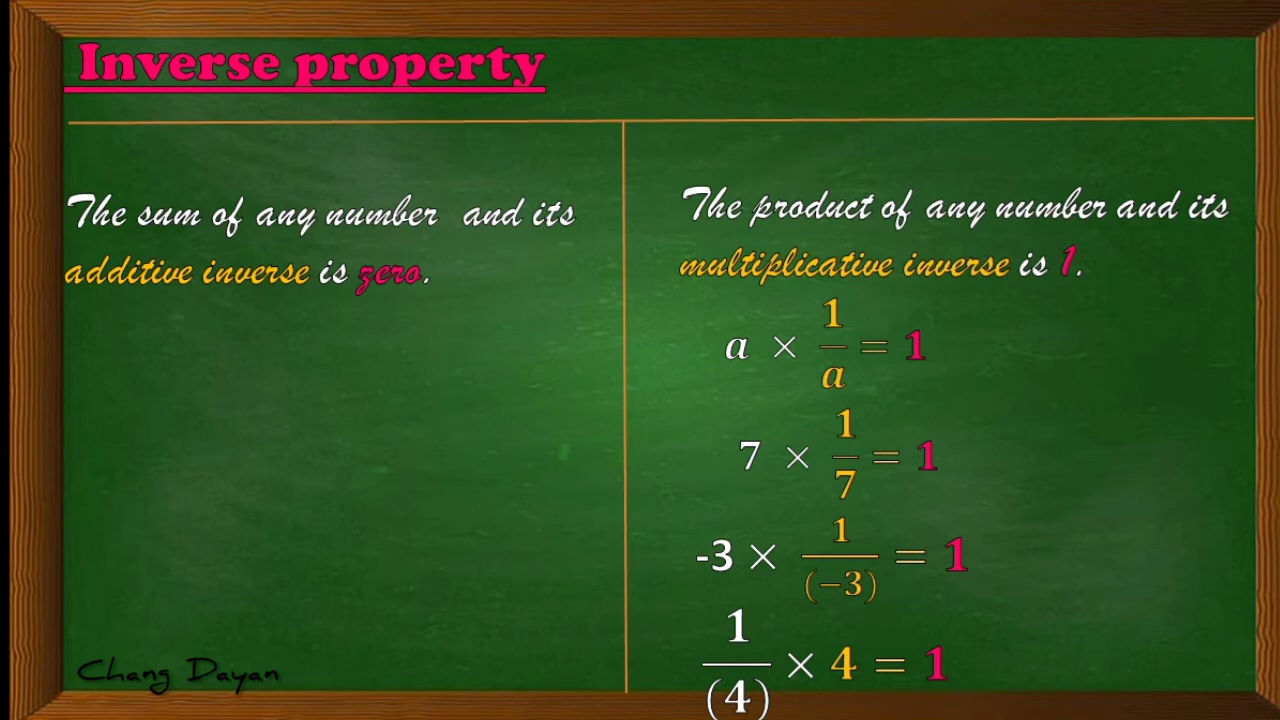 Inverse property
The sum of any number and its
additive inverse is zero.
The product of any number and its
multiplicative inverse is 1.
a × 1/a = 1
7 × 1/7 = 1
-3 × 1/(−3) = 1
1/(4) × 4 = 1
Chang Dayan